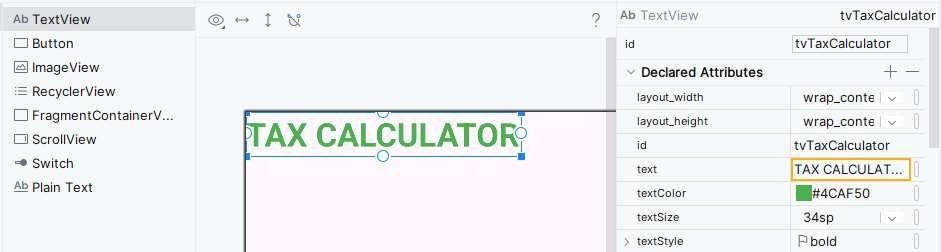 Ab TextView
Button
ImageView
RecyclerView
FragmentContainerV...
ScrollView
Switch
Ab Plain Text
?
TAX CALCULATOR
Ab TextView tvTaxCalculator
id tvTaxCalculator
Declared Attributes
layout_width wrap_conte
layout_height wrap_conte
id tvTaxCalculator
text TAX CALCULAT...
textColor #4CAF50
textSize 34sp
textStyle bold